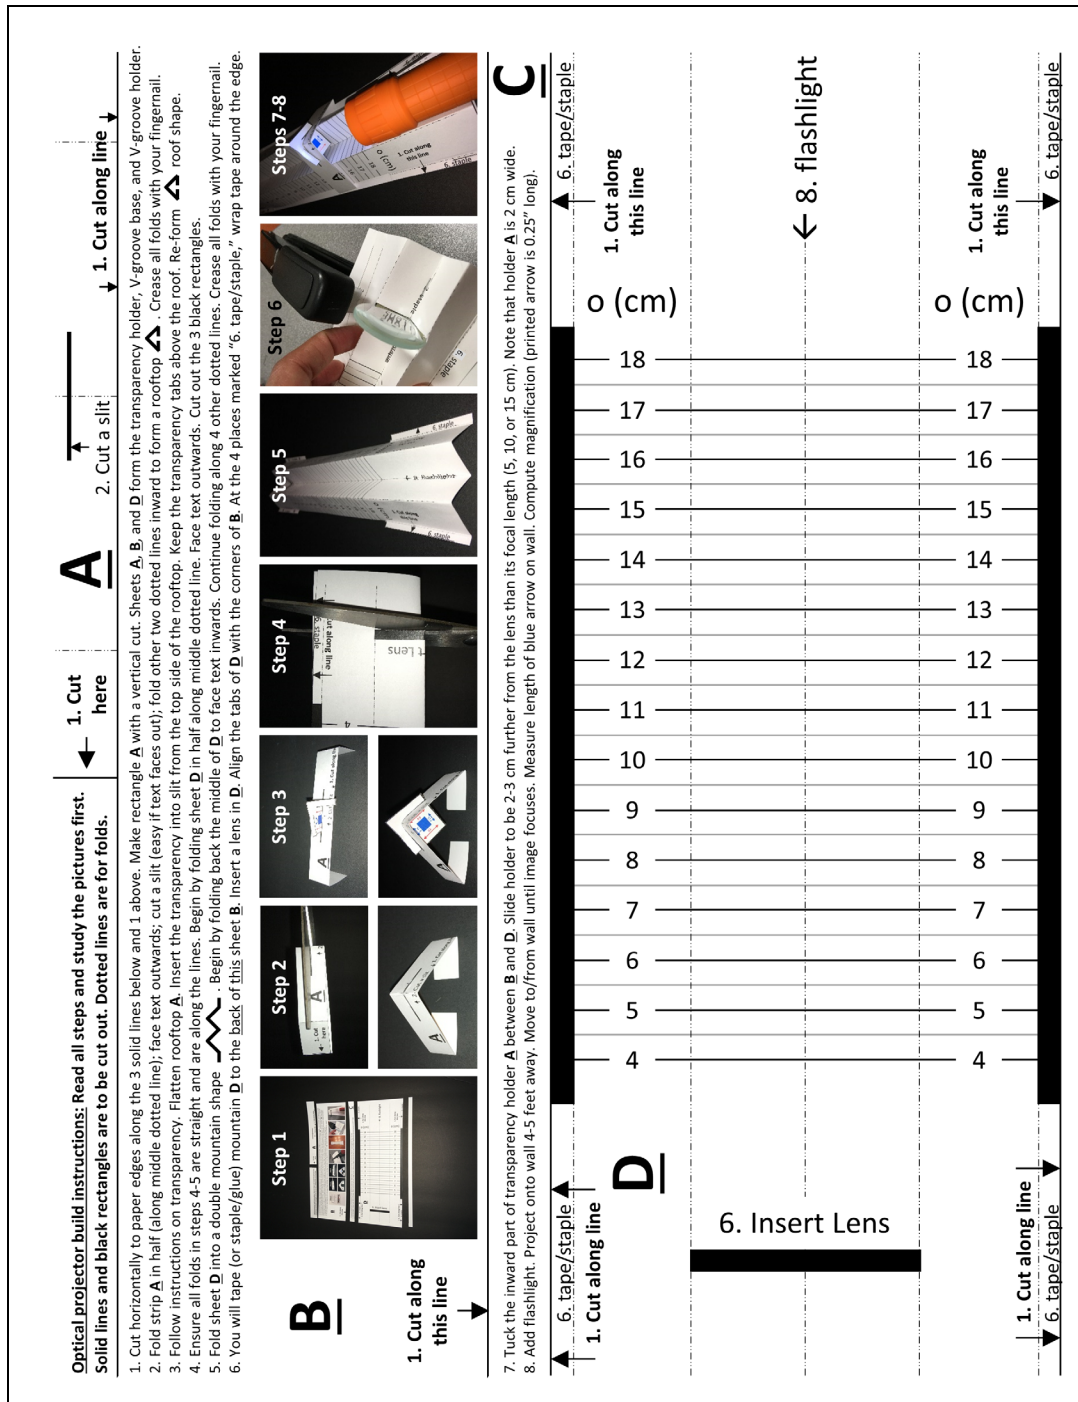 Optical projector build instructions: Read all steps and study the pictures first.
Solid lines and black rectangles are to be cut out. Dotted lines are for folds.
1. Cut
here
A
2. Cut a slit
1. Cut along line
1. Cut horizontally to paper edges along the 3 solid lines below and 1 above. Make rectangle A with a vertical cut. Sheets A, B, and D form the transparency holder, V-groove base, and V-groove holder.
2. Fold strip A in half (along middle dotted line); face text outwards; cut a slit (easy if text faces out); fold other two dotted lines inward to form a rooftop . Crease all folds with your fingernail.
3. Follow instructions on transparency. Flatten rooftop A. Insert the transparency into slit from the top side of the rooftop. Keep the transparency tabs above the roof. Re-form roof shape.
4. Ensure all folds in steps 4-5 are straight and are along the lines. Begin by folding sheet D in half along middle dotted line. Face text outwards. Cut out the 3 black rectangles.
5. Fold sheet D into a double mountain shape . Begin by folding back the middle of D to face text inwards. Continue folding along 4 other dotted lines. Crease all folds with your fingernail.
6. You will tape (or staple/glue) mountain D to the back of this sheet B. Insert a lens in D. Align the tabs of D with the corners of B. At the 4 places marked “6. tape/staple,” wrap tape around the edge.
B
1. Cut along
this line
Step 1
Step 2
Step 3
Step 4
Step 5
Step 6
Steps 7-8
C
7. Tuck the inward part of transparency holder A between B and D. Slide holder to be 2-3 cm further from the lens than its focal length (5, 10, or 15 cm). Note that holder A is 2 cm wide.
8. Add flashlight. Project onto wall 4-5 feet away. Move to/from wall until image focuses. Measure length of blue arrow on wall. Compute magnification (printed arrow is 0.25” long).
6. tape/staple
1. Cut along line
6. tape/staple
1. Cut along
this line
D
o (cm)
18 18
17 17
16 16
15 15
14 14
13 13
12 12
11 11
10 10
9 9
8 8
7 7
6 6
5 5
4 4
o (cm)
6. Insert Lens
8. flashlight
1. Cut along line
6. tape/staple
1. Cut along
this line
6. tape/staple